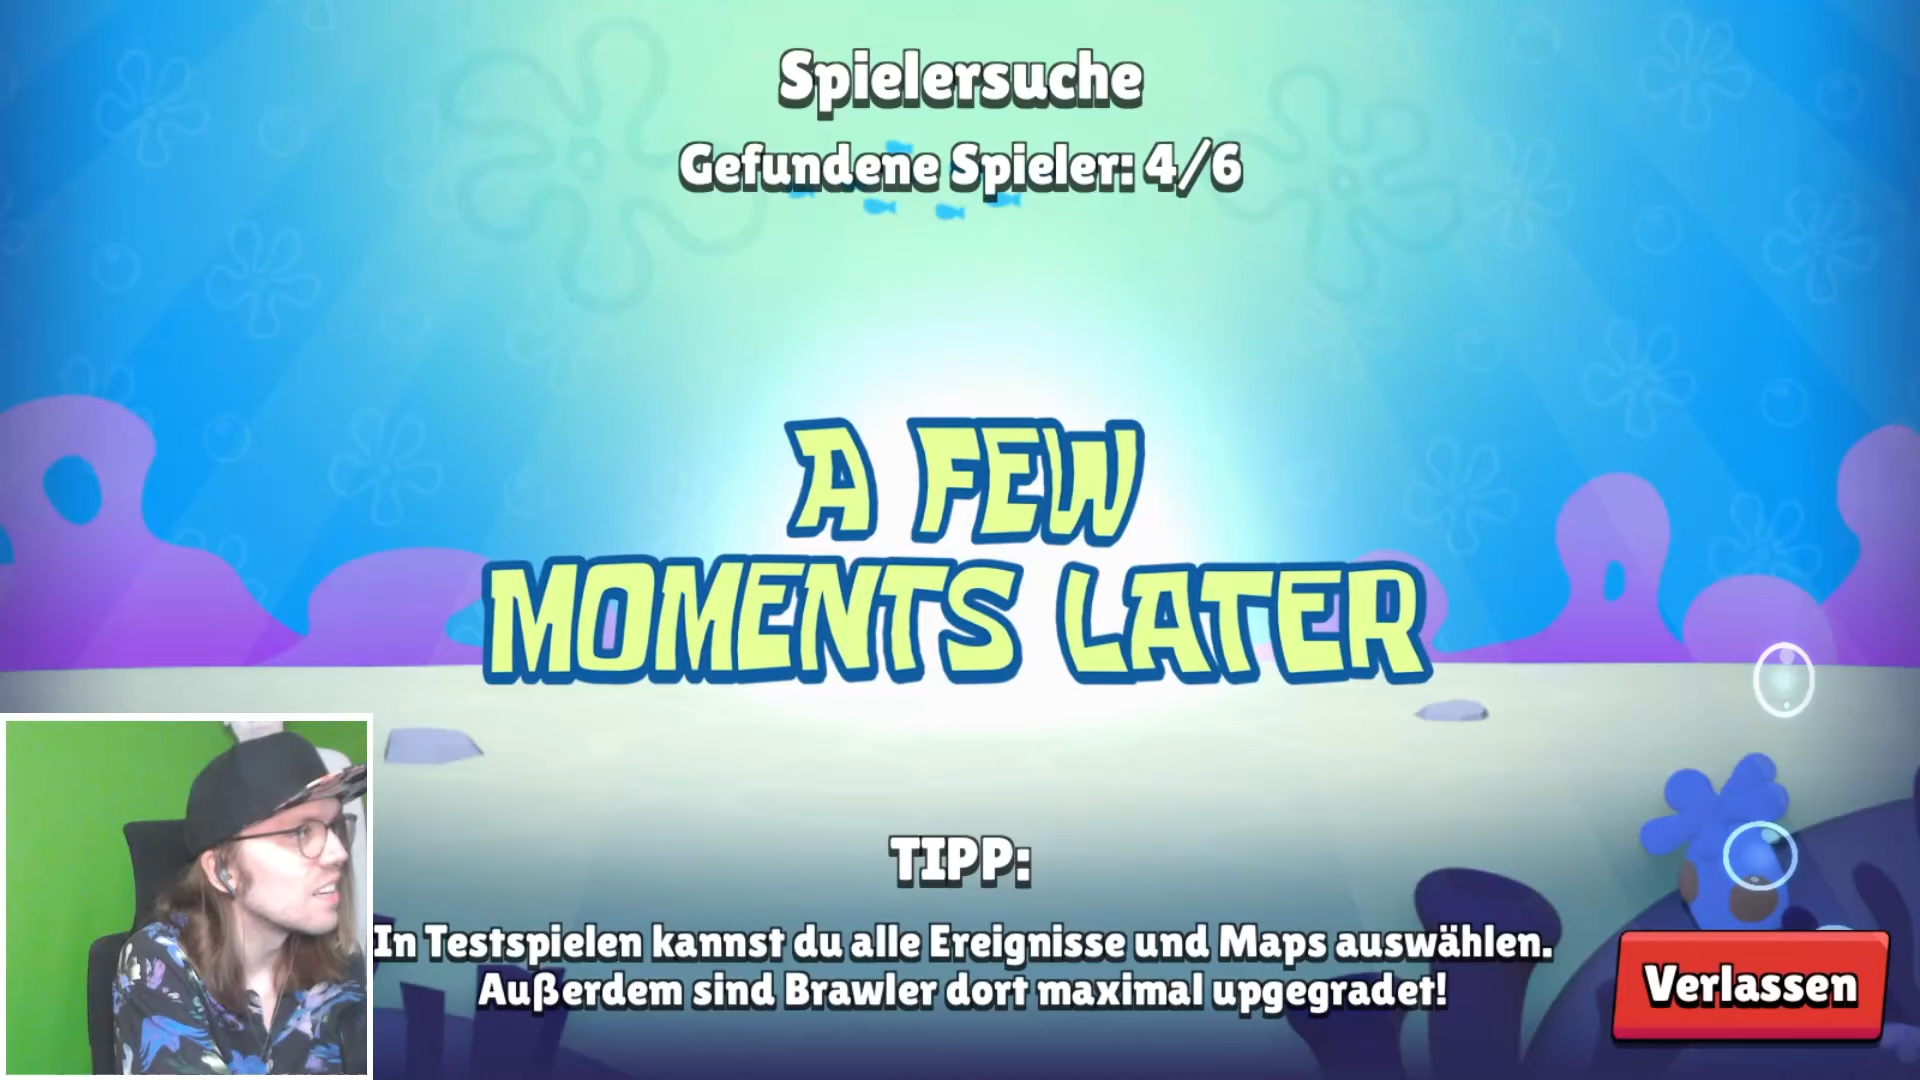 Spielersuche
Gefundene Spieler: 4/6
A FEW
MOMENTS LATER
TIPP:
In Testspielen kannst du alle Ereignisse und Maps auswählen.
Außerdem sind Brawler dort maximal upgegradet!
Verlassen